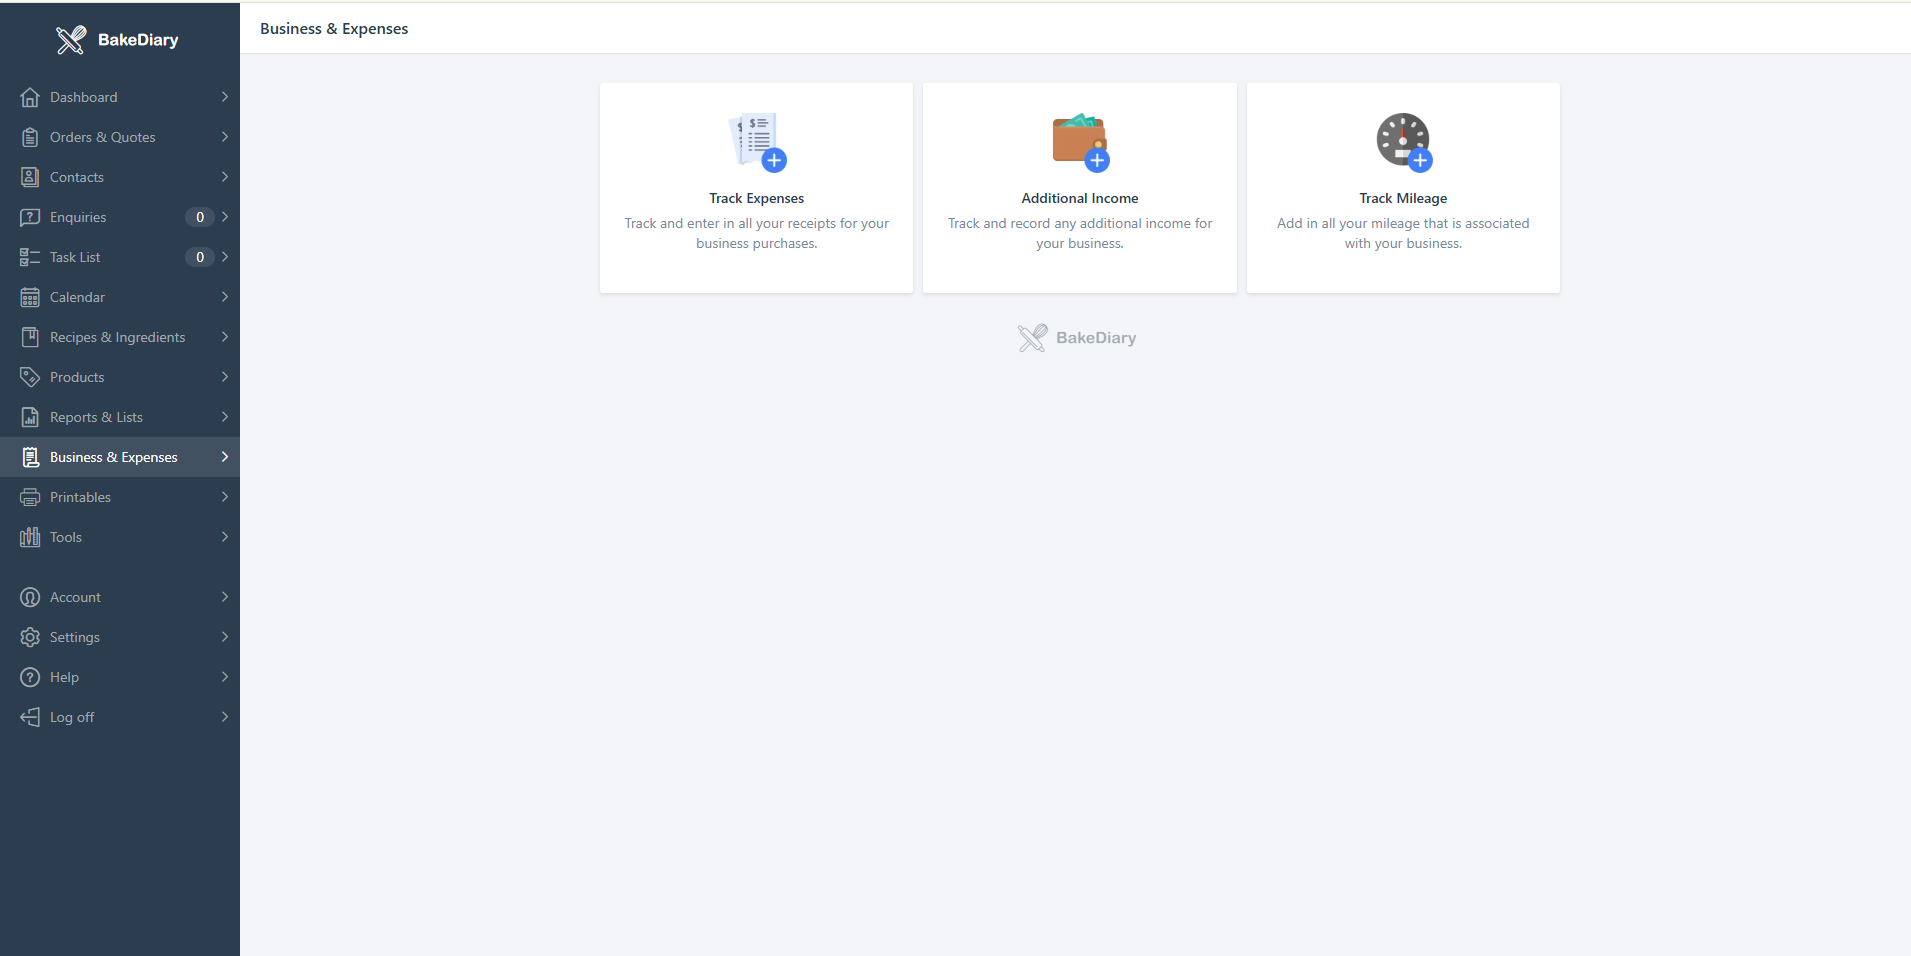 BakeDiary
Dashboard
Orders & Quotes
Contacts
Enquiries 0
Task List 0
Calendar
Recipes & Ingredients
Products
Reports & Lists
Business & Expenses
Printables
Tools
Account
Settings
Help
Log off
Business & Expenses
Track Expenses
Track and enter in all your receipts for your
business purchases.
Additional Income
Track and record any additional income for
your business.
Track Mileage
Add in all your mileage that is associated
with your business.
BakeDiary